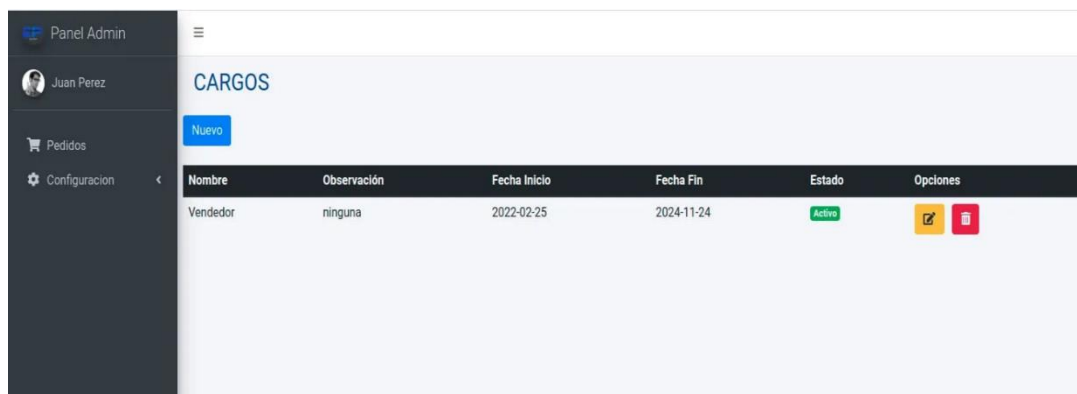 Panel Admin
Juan Perez
Pedidos
Configuracion
CARGOS
Nuevo
Nombre Observación Fecha Inicio Fecha Fin Estado Opciones
Vendedor ninguna 2022-02-25 2024-11-24 Activo